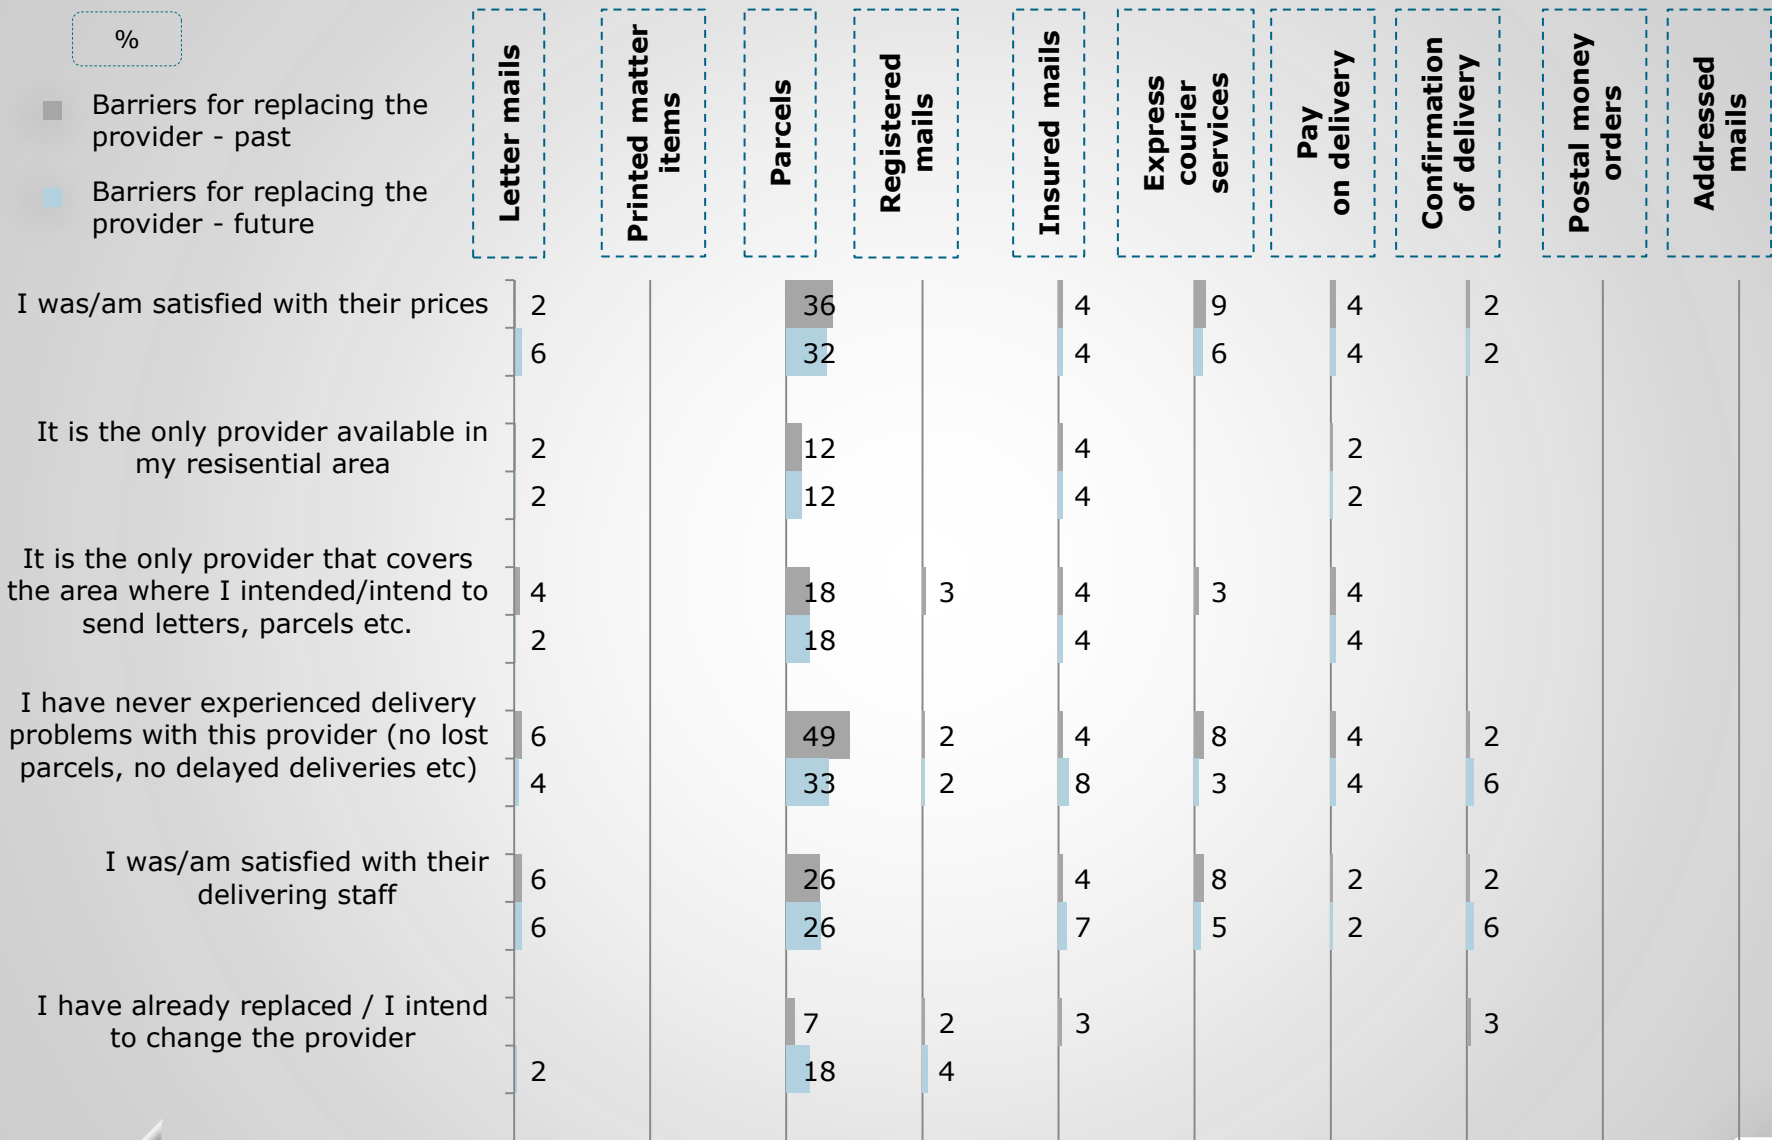 %
Barriers for replacing the
provider - past
Barriers for replacing the
provider - future
Letter mails
Printed matter
items
Parcels
Registered
mails
Insured mails
Express
courier
services
Pay
on delivery
Confirmation
of delivery
Postal money
orders
Addressed
mails
I was/am satisfied with their prices
2 36 4 9 4 2
6 32 4 6 4 2
It is the only provider available in
my resisential area
2 12 4 2
2 12 4 2
It is the only provider that covers
the area where I intended/intend to
send letters, parcels etc.
4 18 3 4 3 4
2 18 4 4
I have never experienced delivery
problems with this provider (no lost
parcels, no delayed deliveries etc)
6 49 2 4 8 4 2
4 33 2 8 3 4 6
I was/am satisfied with their
delivering staff
6 26 4 8 2 2
6 26 7 5 2 6
I have already replaced / I intend
to change the provider
7 2 3 3
2 18 4